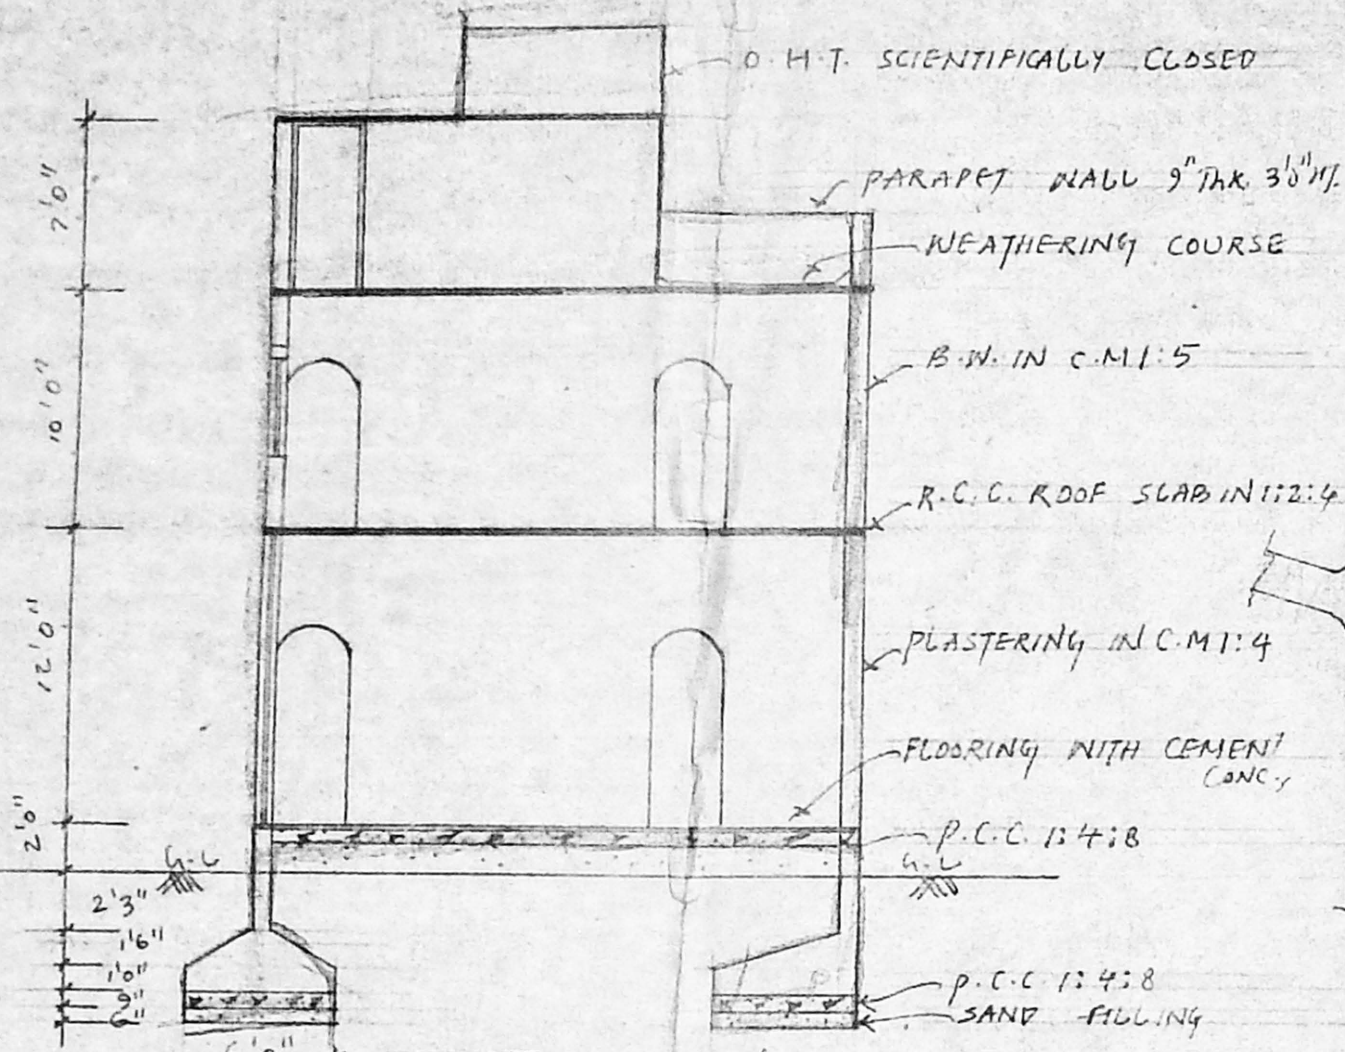 O.H.T. SCIENTIFICALLY CLOSED
PARAPET WALL 9" Thk. 3'0" HT.
WEATHERING COURSE
7'0"
B.W. IN C.M 1:5
10'0"
R.C.C. ROOF SLAB IN 1:2:4
12'0"
PLASTERING IN C.M 1:4
FLOORING WITH CEMENT
CONC.,
2'0"
P.C.C. 1:4:8
G.L
G.L
2'3"
1'6"
1'0"
9"
6"
P.C.C. 1:4:8
SAND FILLING